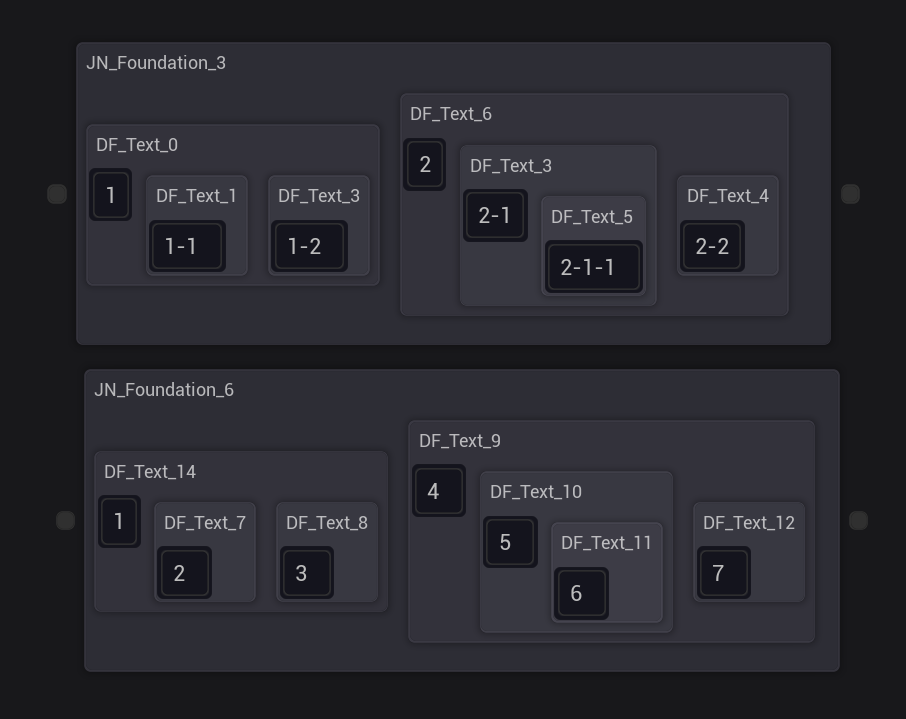 JN_Foundation_3
DF_Text_0
1
DF_Text_1
1-1
DF_Text_3
1-2
DF_Text_6
2
DF_Text_3
2-1
DF_Text_5
2-1-1
DF_Text_4
2-2
JN_Foundation_6
DF_Text_14
1
DF_Text_7
2
DF_Text_8
3
DF_Text_9
4
DF_Text_10
5
DF_Text_11
6
DF_Text_12
7